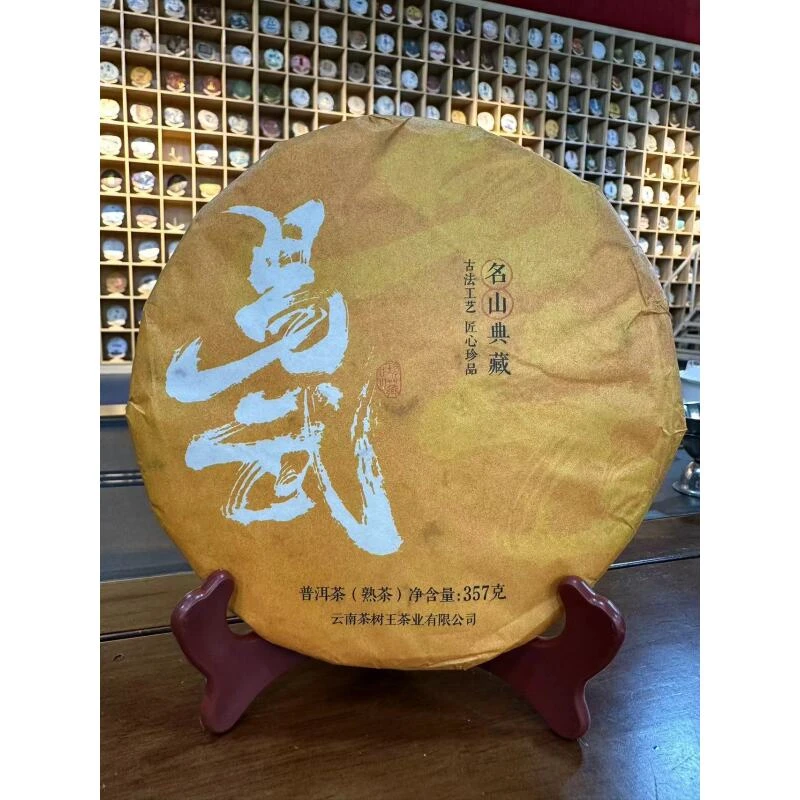 易武
名山典藏
古法工艺 匠心珍品
普洱茶（熟茶）净含量:357克
云南茶树王茶业有限公司